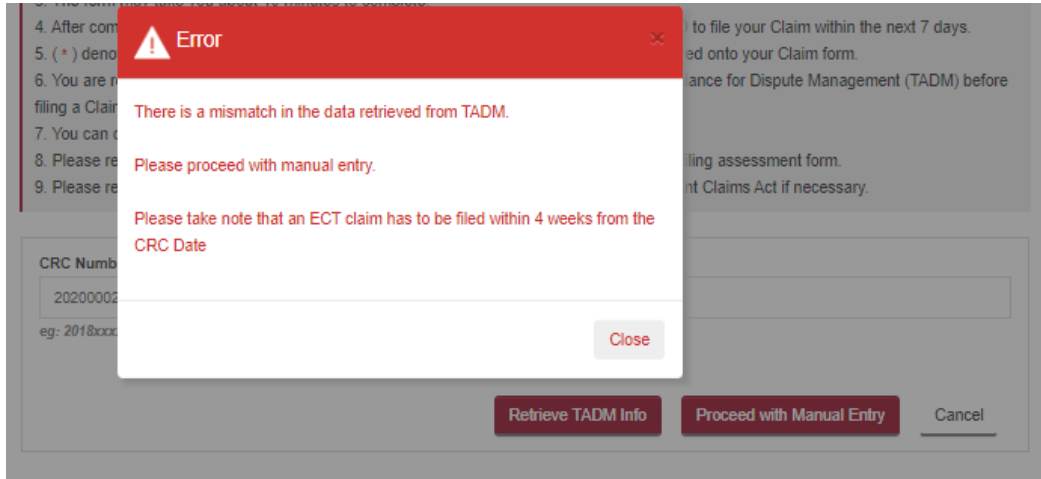 4. After com
5. ( * ) deno
6. You are r
filing a Clair
7. You can
8. Please re
9. Please re
to file your Claim within the next 7 days.
ed onto your Claim form.
iance for Dispute Management (TADM) before
iling assessment form.
nt Claims Act if necessary.
Error
×
There is a mismatch in the data retrieved from TADM.
Please proceed with manual entry.
Please take note that an ECT claim has to be filed within 4 weeks from the
CRC Date
Close
CRC Numb
20200002
eg: 2018xxx
Retrieve TADM Info
Proceed with Manual Entry
Cancel